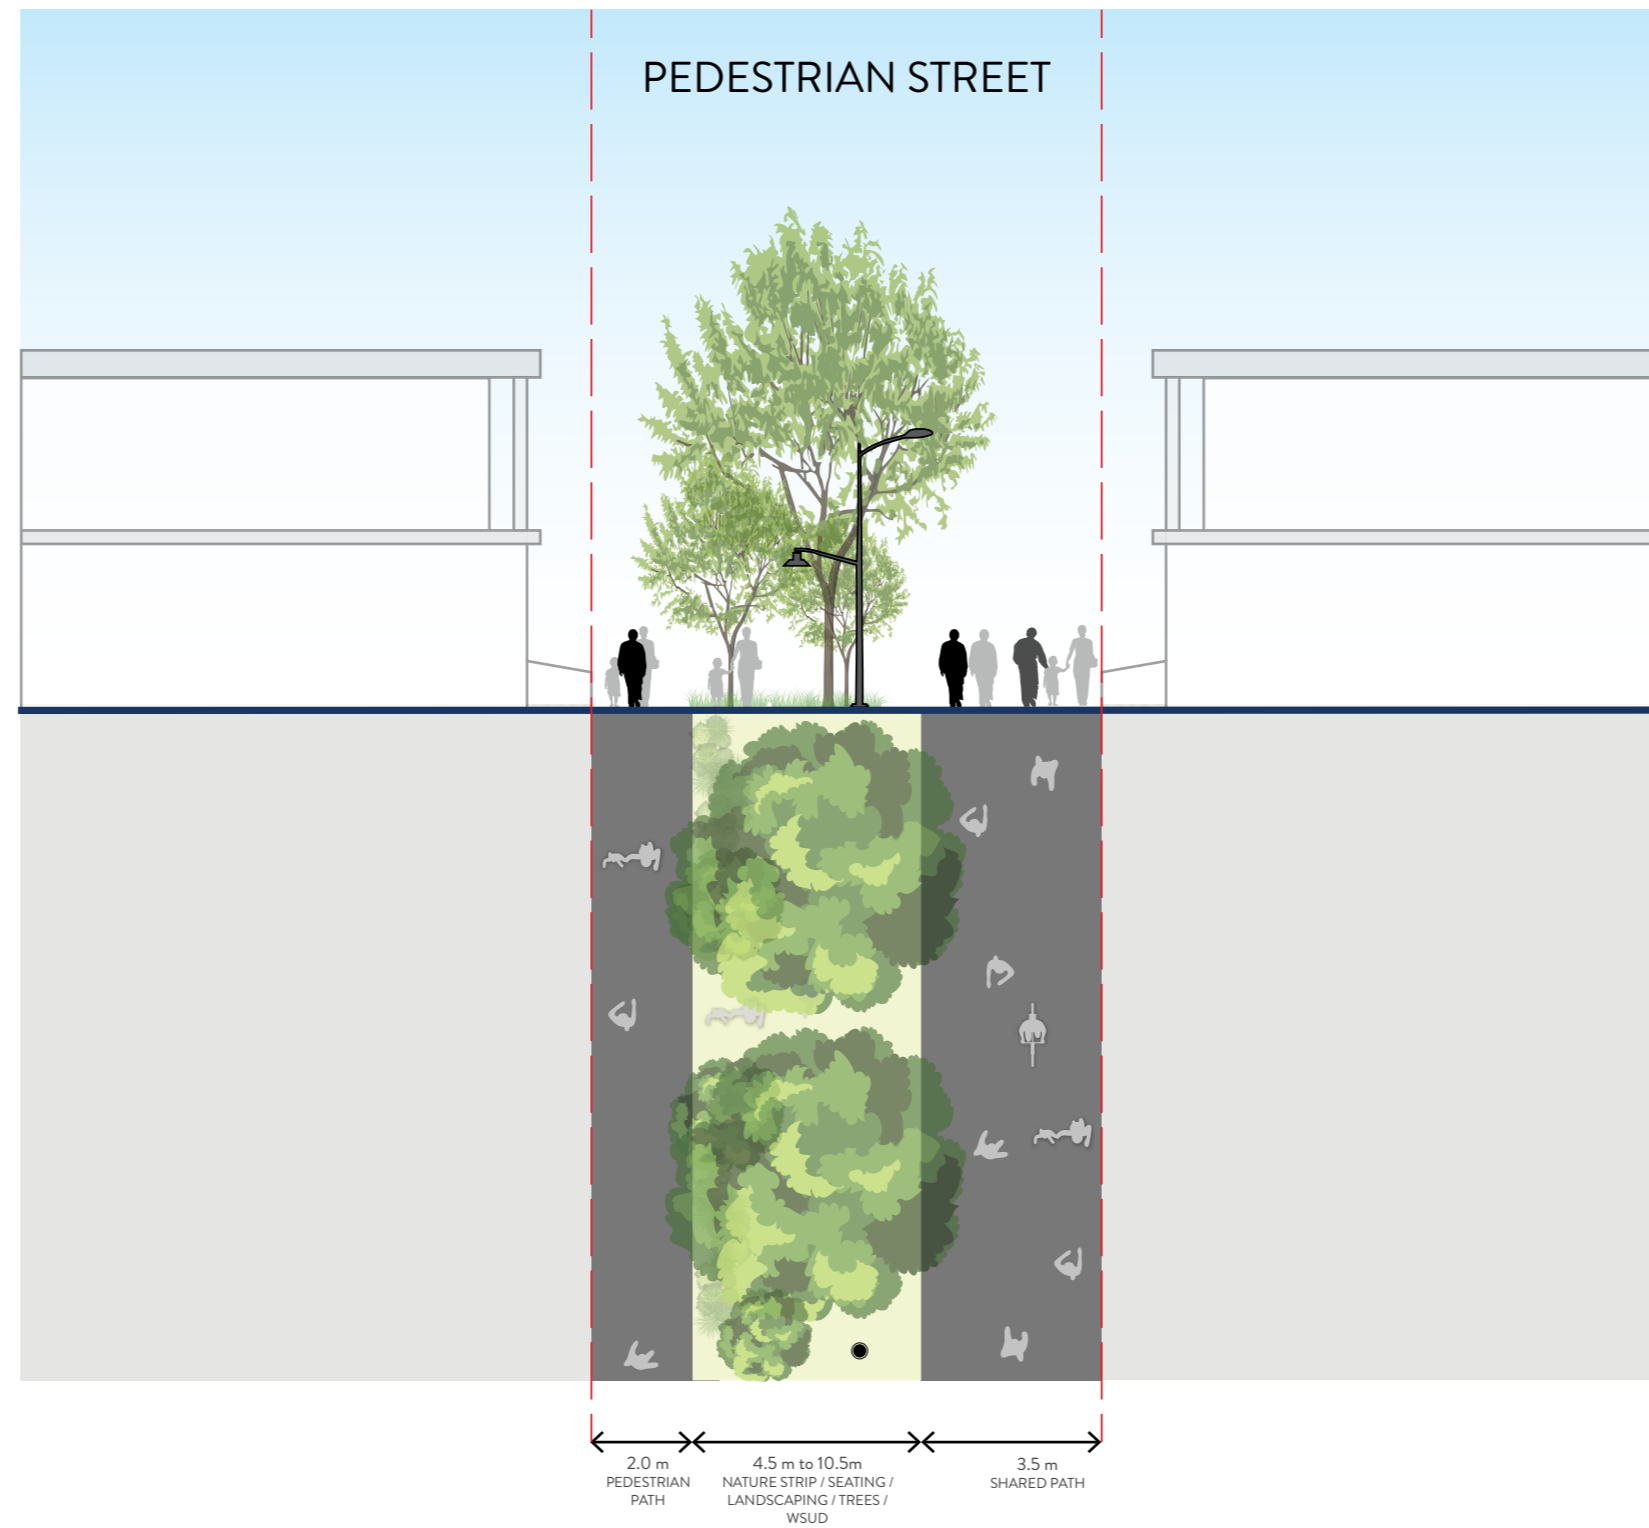 PEDESTRIAN STREET
2.0 m
PEDESTRIAN
PATH
4.5 m to 10.5m
NATURE STRIP / SEATING /
LANDSCAPING / TREES /
WSUD
3.5 m
SHARED PATH